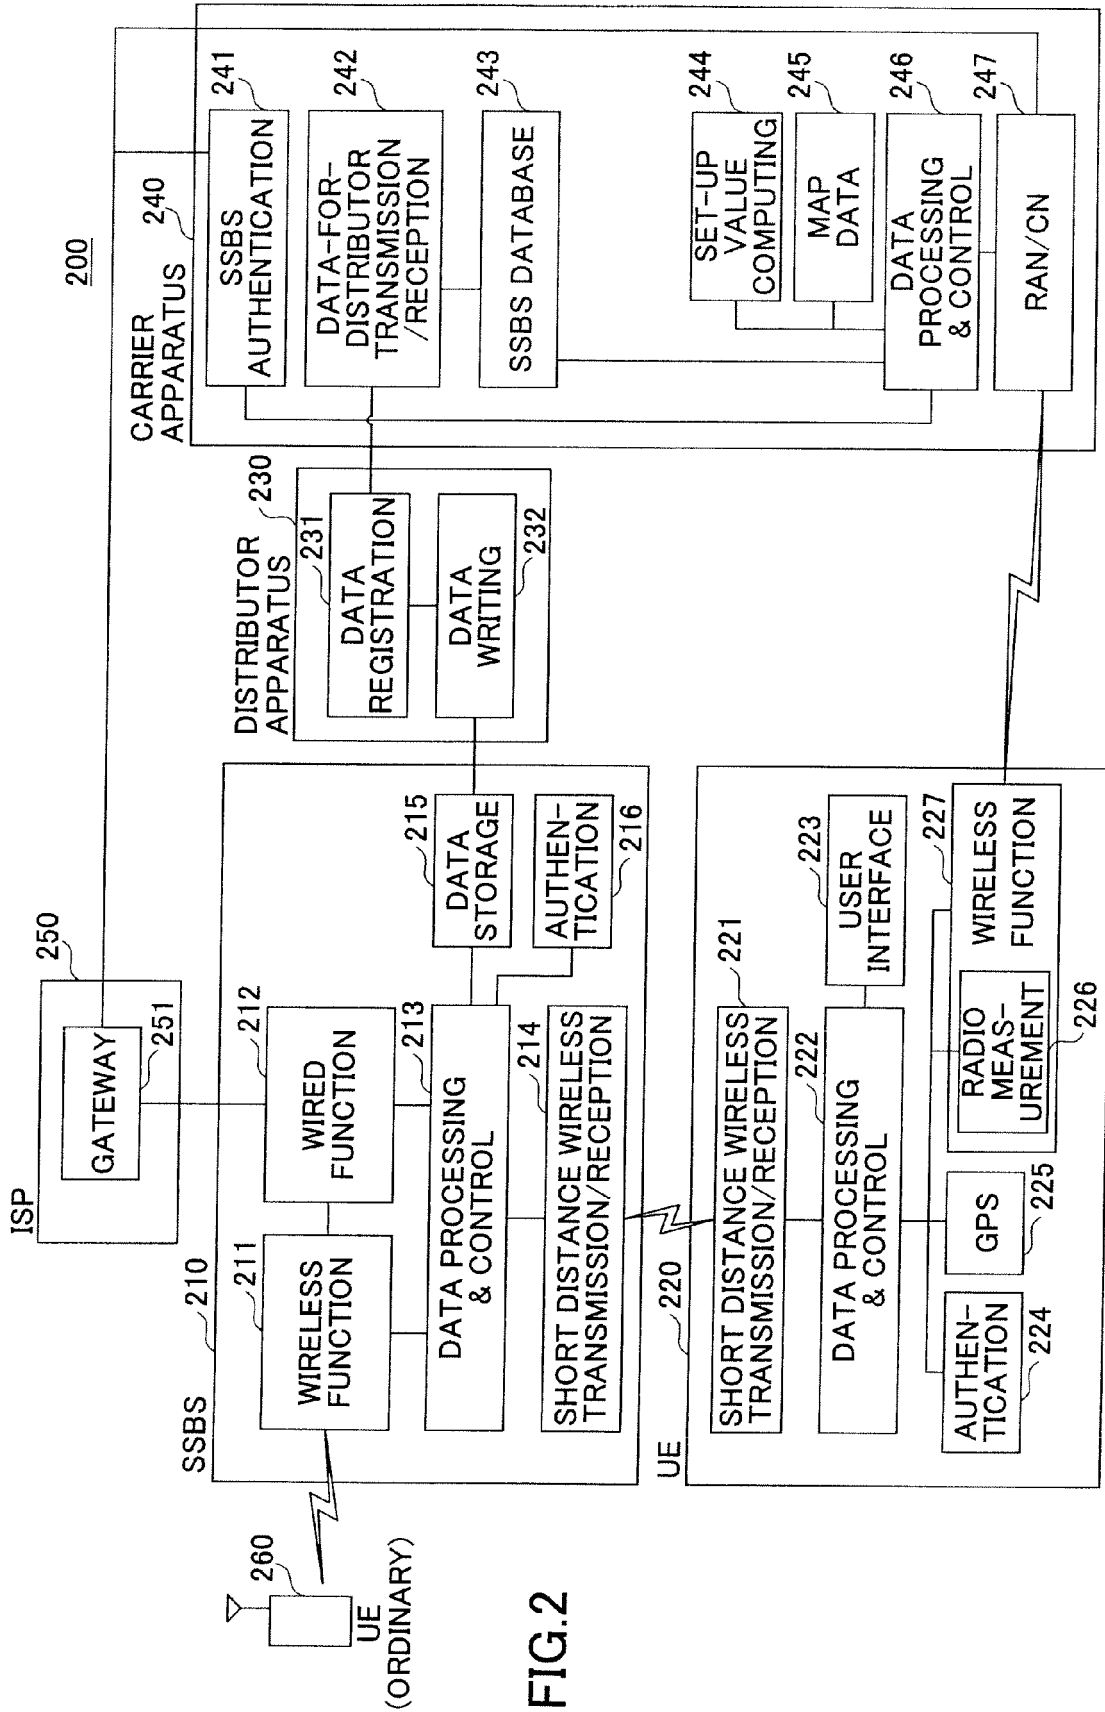 200
ISP
250
GATEWAY
251
SSBS
210
WIRELESS
FUNCTION
211
WIRED
FUNCTION
212
DATA PROCESSING
& CONTROL
213
SHORT DISTANCE WIRELESS
TRANSMISSION/RECEPTION
214
DATA
STORAGE
215
AUTHEN-
TICATION
216
260
UE
(ORDINARY)
UE
220
SHORT DISTANCE WIRELESS
TRANSMISSION/RECEPTION
221
DATA PROCESSING
& CONTROL
222
USER
INTERFACE
223
AUTHEN-
TICATION
224
GPS
225
RADIO
MEAS-
UREMENT
226
WIRELESS
FUNCTION
227
DISTRIBUTOR
APPARATUS
230
DATA
REGISTRATION
231
DATA
WRITING
232
CARRIER
APPARATUS
240
SSBS
AUTHENTICATION
241
DATA-FOR-
DISTRIBUTOR
TRANSMISSION
/RECEPTION
242
SSBS DATABASE
243
SET-UP
VALUE
COMPUTING
244
MAP
DATA
245
DATA
PROCESSING
& CONTROL
246
RAN/CN
247
FIG.2